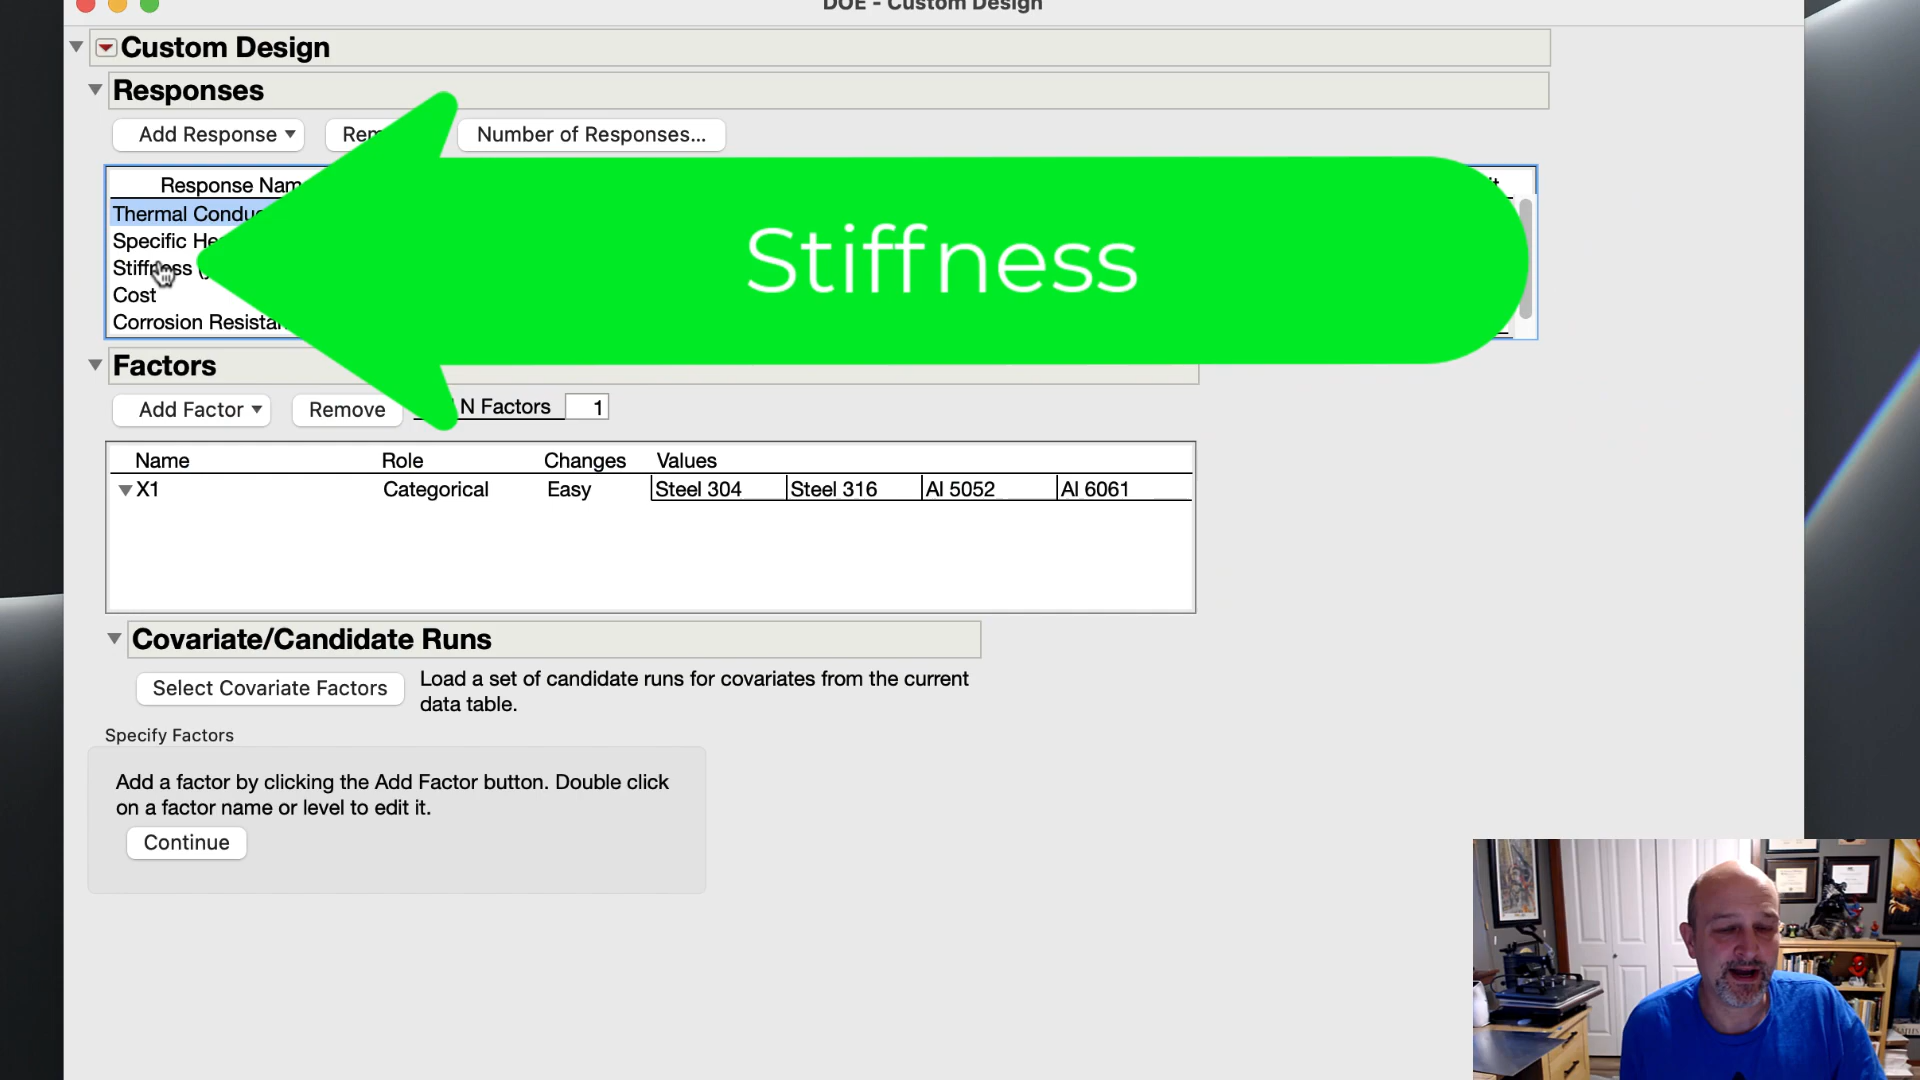 DOE - Custom Design
Custom Design
Responses
Add Response
Number of Responses...
Response
Thermal
Specific
Stiffness
Stiffness
Cost
Corrosion
Factors
Add Factor Remove N Factors 1
Name Role Changes Values
X1 Categorical Easy Steel 304 Steel 316 Al 5052 Al 6061
Covariate/Candidate Runs
Select Covariate Factors
Load a set of candidate runs for covariates from the current
data table.
Specify Factors
Add a factor by clicking the Add Factor button. Double click
on a factor name or level to edit it.
Continue